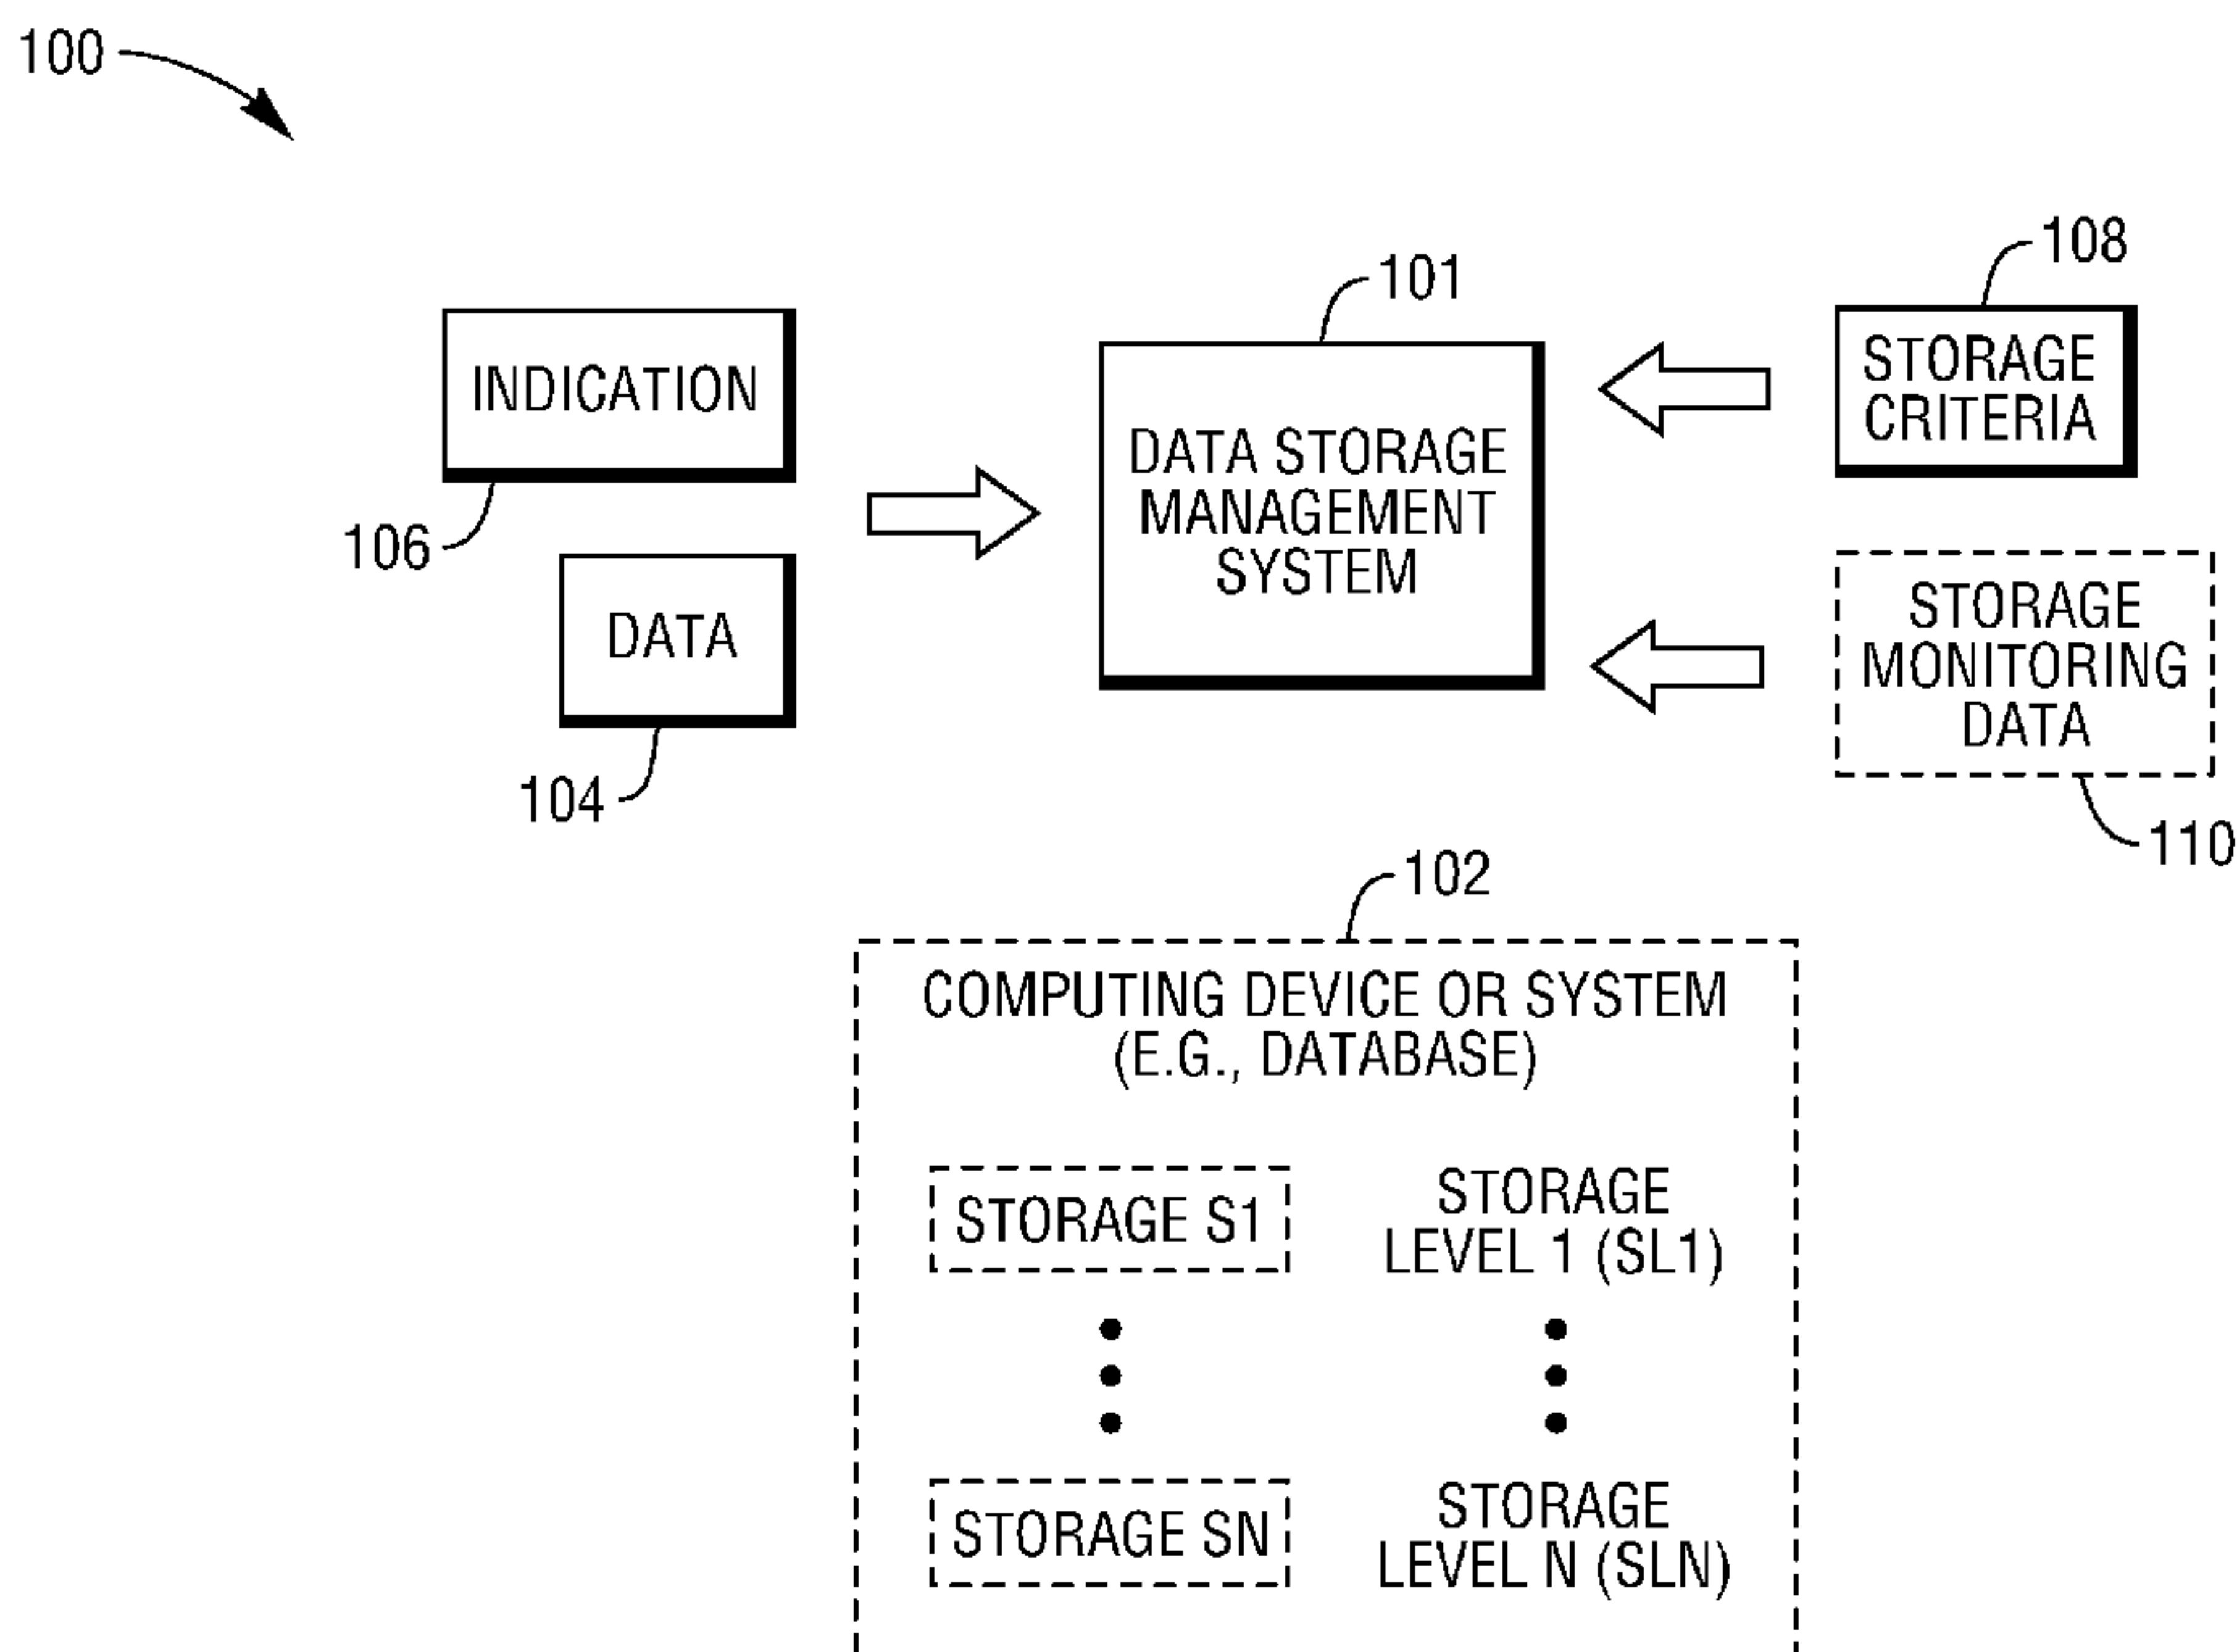 100
108
101
INDICATION
STORAGE
CRITERIA
DATA STORAGE
MANAGEMENT
SYSTEM
106
DATA
STORAGE
MONITORING
DATA
104
110
102
COMPUTING DEVICE OR SYSTEM
(E.G., DATABASE)
STORAGE S1
STORAGE
LEVEL 1 (SL1)
STORAGE SN
STORAGE
LEVEL N (SLN)